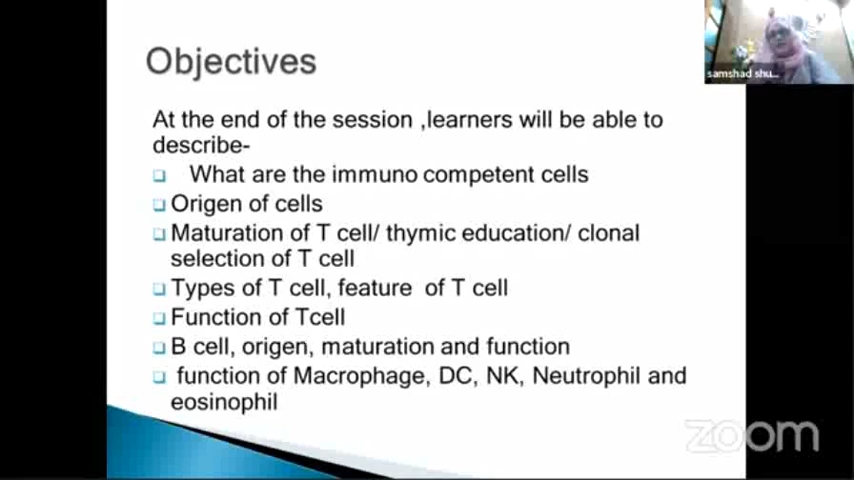 Objectives
samshad shu...
At the end of the session ,learners will be able to
describe-
What are the immuno competent cells
Origen of cells
Maturation of T cell/ thymic education/ clonal
selection of T cell
Types of T cell, feature of T cell
Function of Tcell
B cell, origen, maturation and function
function of Macrophage, DC, NK, Neutrophil and
eosinophil
zoom